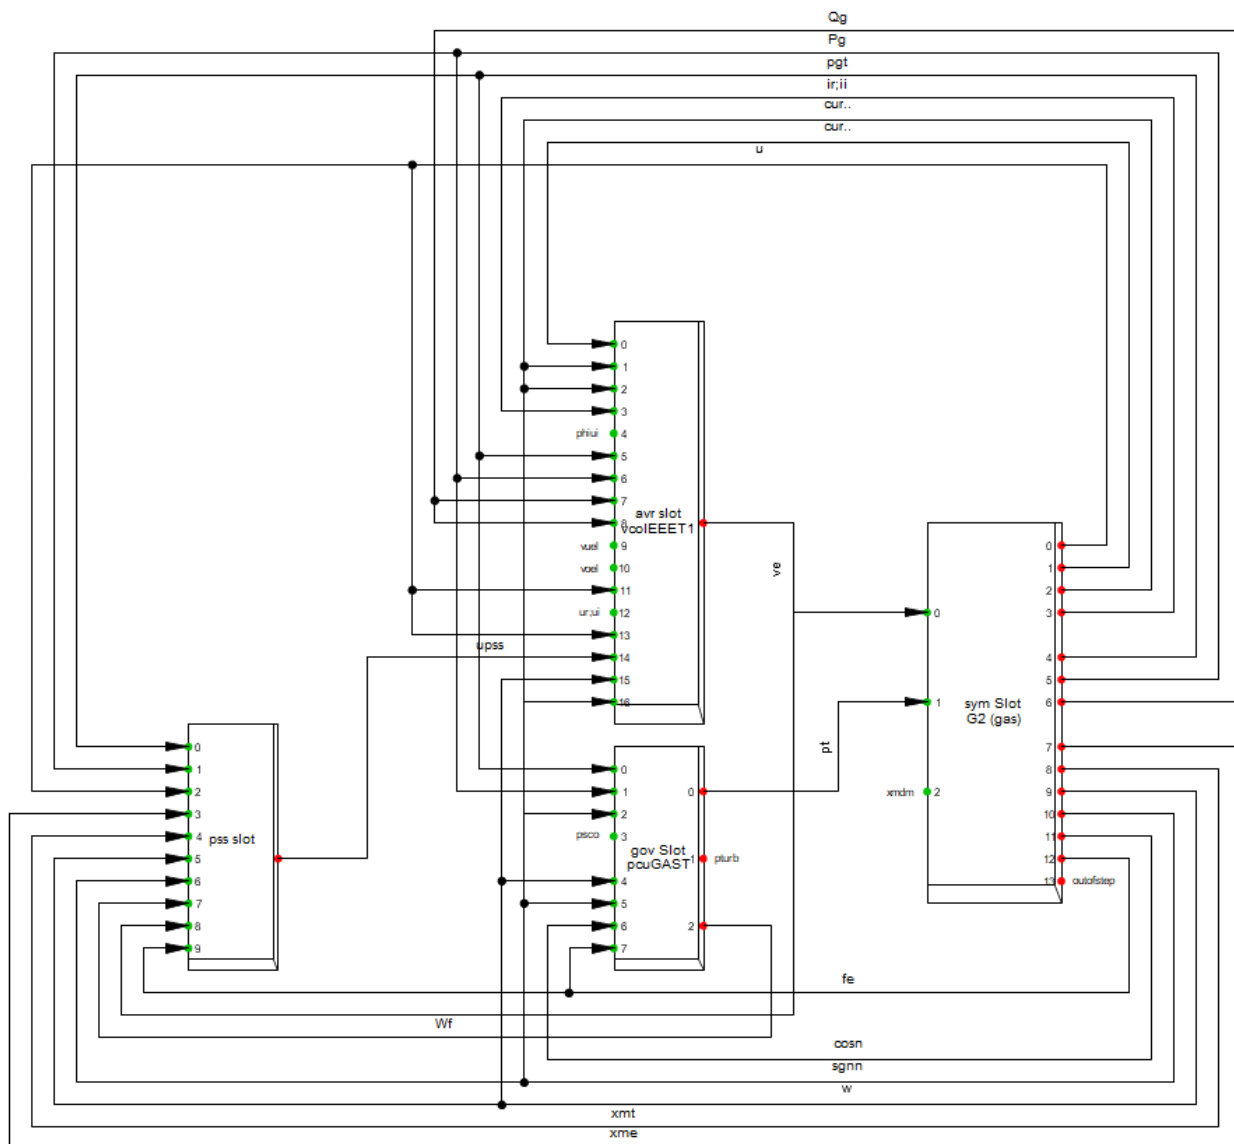 Qg
Pg
pgt
ir;ii
cur..
cur..
u
0
1
2
3
phiui 4
5
6
7
8
avr slot
vcoIEEET1
vuel 9
voel 10
11
ur;ui 12
13
upss
14
15
16
ve
pt
0
1
xmdm 2
sym Slot
G2 (gas)
0
1
2
3
4
5
6
7
8
9
10
11
12
13 outofstep
0
1
2
3
4
5
6
7
8
9
pss slot
0
1
2
psco 3
4
5
6
7
gov Slot
pcuGAST
0
1 pturb
2
fe
Wf
cosn
sgnn
w
xmt
xme